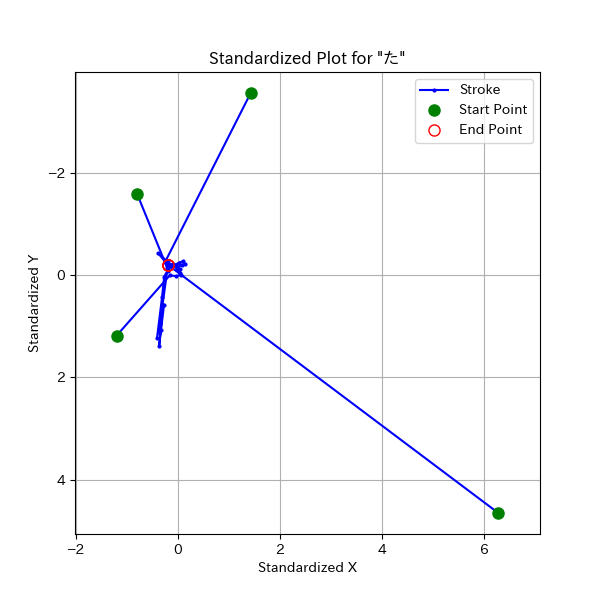 Standardized Plot for "た"
Stroke
Start Point
End Point
Standardized Y
−2
0
2
4
−2
0
2
4
6
Standardized X